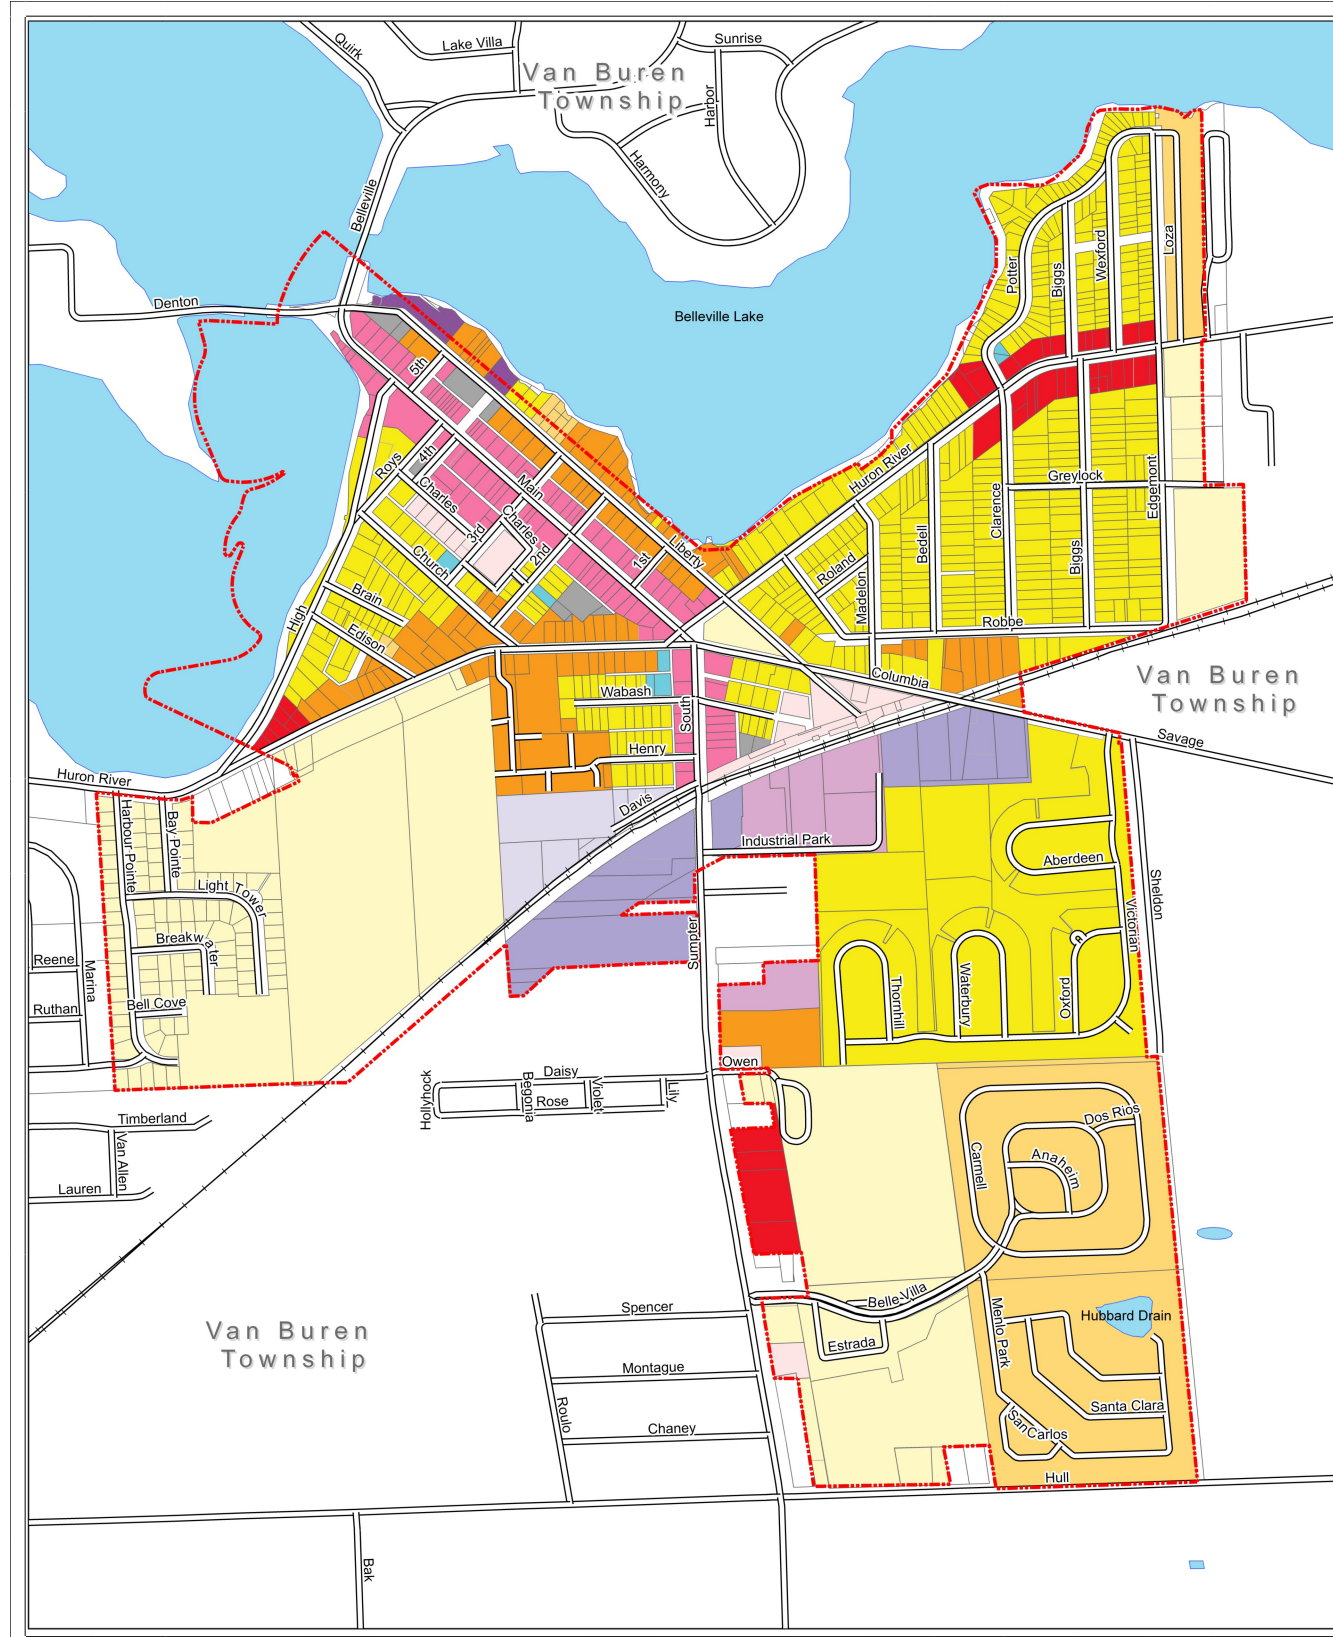 Quirk
Lake Villa
Sunrise
Van Buren
Township
Harbor
Harmony
Belleville
Denton
Belleville Lake
Potter
Biggs
Wexford
Loza
5th
4th
Roys
Main
Charles
Charles
3rd
2nd
1st
Liberty
Church
Brain
Edison
High
Huron River
Roland
Madelon
Bedell
Clarence
Greylock
Biggs
Edgemont
Robbe
Columbia
Van Buren
Township
Savage
Wabash
South
Henry
Davis
Industrial Park
Huron River
Harbour Pointe
Bay Pointe
Light Tower
Breakwater
Bell Cove
Reene
Ruthan
Marina
Sumpter
Aberdeen
Victorian
Sheldon
Thornhill
Waterbury
Oxford
Owen
Hollyhock
Daisy
Begonia
Rose
Violet
Lily
Timberland
Van Allen
Lauren
Carmell
Dos Rios
Anaheim
Belle Villa
Estrada
Menlo Park
Hubbard Drain
Santa Clara
San Carlos
Van Buren
Township
Spencer
Montague
Roulo
Chaney
Hull
Bak